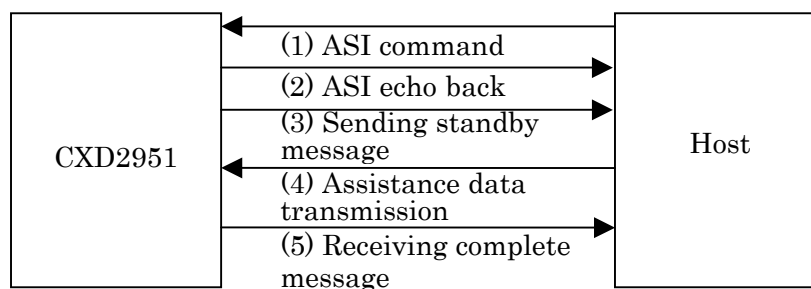 (1) ASI command
(2) ASI echo back
(3) Sending standby
message
CXD2951
Host
(4) Assistance data
transmission
(5) Receiving complete
message